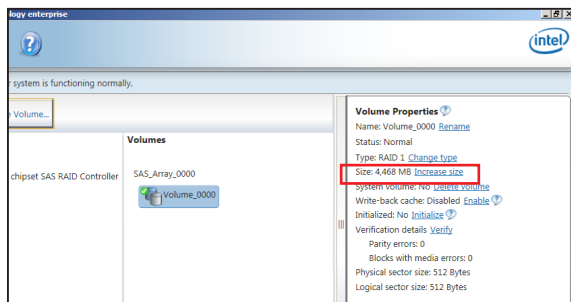 logy enterprise
intel
r system is functioning normally.
e Volume...
chipset SAS RAID Controller
Volumes
SAS_Array_0000
Volume_0000
Volume Properties
Name: Volume_0000 Rename
Status: Normal
Type: RAID 1 Change type
Size: 4,468 MB Increase size
System volume: No Delete volume
Write-back cache: Disabled Enable
Initialized: No Initialize
Verification details Verify
Parity errors: 0
Blocks with media errors: 0
Physical sector size: 512 Bytes
Logical sector size: 512 Bytes